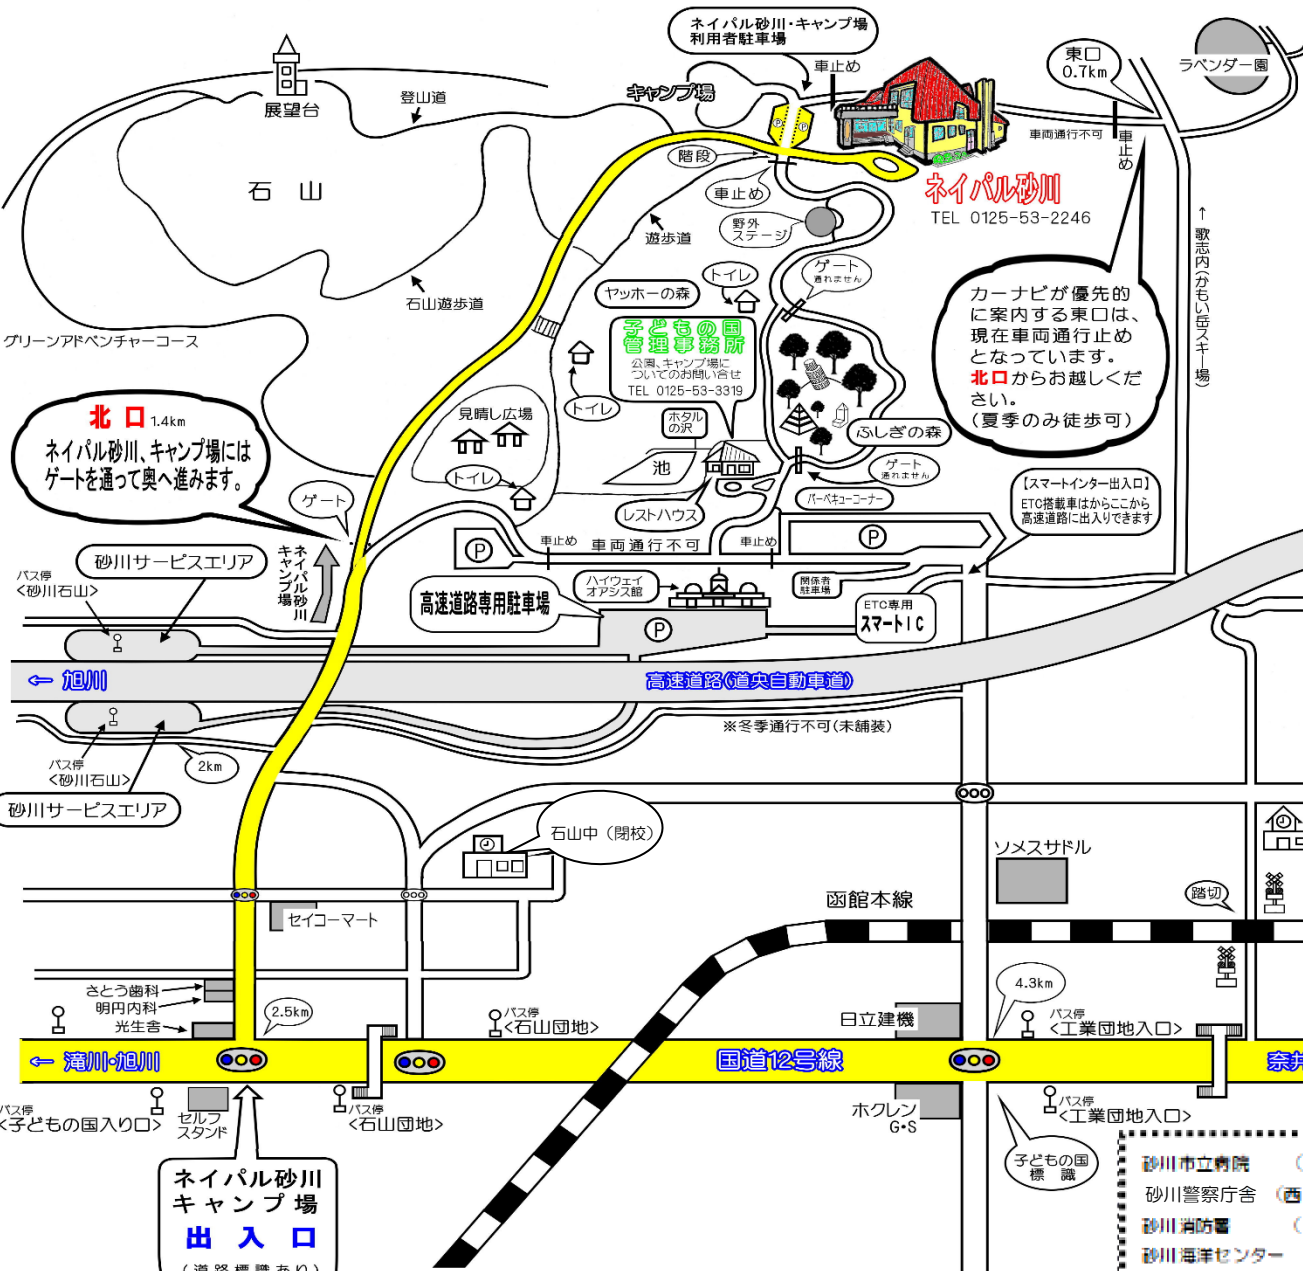 ネイパル砂川・キャンプ場
利用者駐車場
車止め
東口
0.7km
ラベンダー園
展望台
登山道
キャンプ場
P
P
車両通行不可
車止め
石山
階段
車止め
ネイパル砂川
TEL 0125-53-2246
野外
ステージ
遊歩道
↑歌志内(かもい岳スキー場)
石山遊歩道
トイレ
ゲート
通れません
ヤッホーの森
カーナビが優先的
に案内する東口は、
現在車両通行止め
となっています。
北口からお越しくだ
さい。
(夏季のみ徒歩可)
子どもの国
管理事務所
公園、キャンプ場に
ついてのお問い合せ
TEL 0125-53-3319
グリーンアドベンチャーコース
トイレ
北口1.4km
ネイパル砂川、キャンプ場には
ゲートを通って奥へ進みます。
見晴し広場
ホタル
の沢
ふしぎの森
池
ゲート
通れません
トイレ
ゲート
レストハウス
バーベキューコーナー
【スマートインター出入口】
ETC搭載車はからここから
高速道路に出入りできます
P
車止め
車両通行不可
車止め
P
砂川サービスエリア
ネイパル砂川
キャンプ場
バス停
<砂川石山>
高速道路専用駐車場
ハイウェイ
オアシス館
関係者
駐車場
ETC専用
スマートIC
P
← 旭川
高速道路(道央自動車道)
※冬季通行不可(未舗装)
バス停
<砂川石山>
2km
砂川サービスエリア
石山中(閉校)
ソメスサドル
函館本線
踏切
セイコーマート
さとう歯科
明円内科
光生舎
2.5km
バス停
<石山団地>
日立建機
4.3km
バス停
<工業団地入口>
← 滝川・旭川
国道12号線
奈井
バス停
<子どもの国入り口>
セルフ
スタンド
バス停
<石山団地>
ホクレン
G・S
バス停
<工業団地入口>
子どもの国
標識
ネイパル砂川
キャンプ場
出入口
(道路標識あり)
砂川市立病院 (
砂川警察庁舎 (西
砂川消防署 (
砂川海洋センター